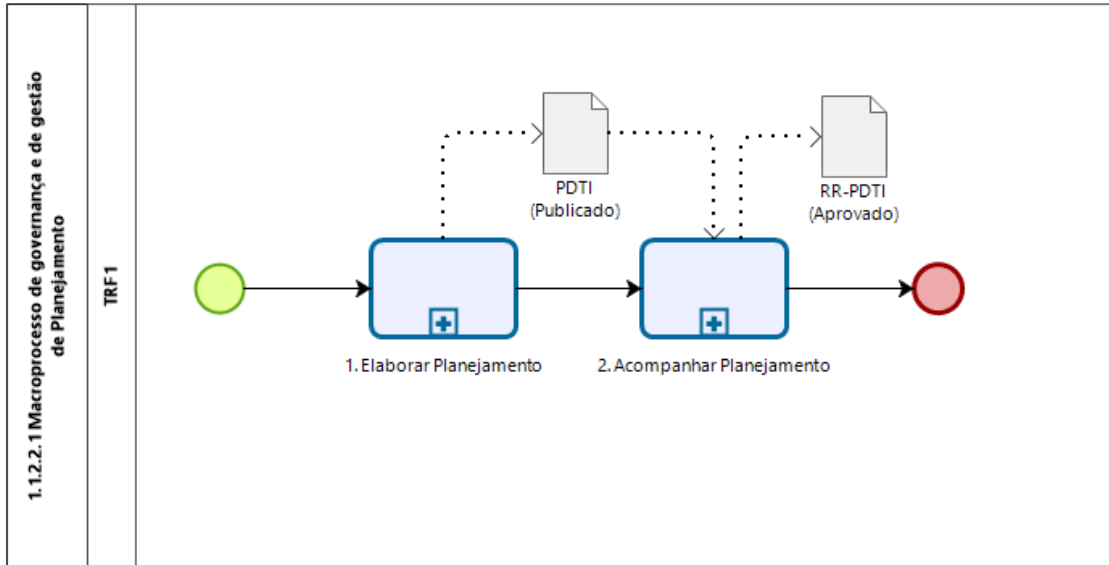 1.1.2.2.1 Macroprocesso de governança e de gestão
de Planejamento
TRF1
PDTI
(Publicado)
RR-PDTI
(Aprovado)
1. Elaborar Planejamento
2. Acompanhar Planejamento